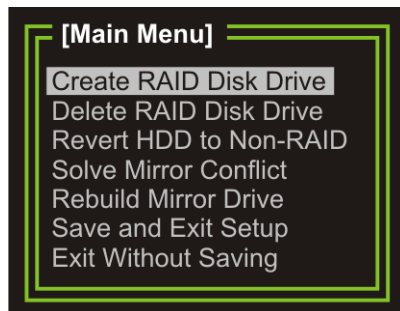 [Main Menu]
Create RAID Disk Drive
Delete RAID Disk Drive
Revert HDD to Non-RAID
Solve Mirror Conflict
Rebuild Mirror Drive
Save and Exit Setup
Exit Without Saving